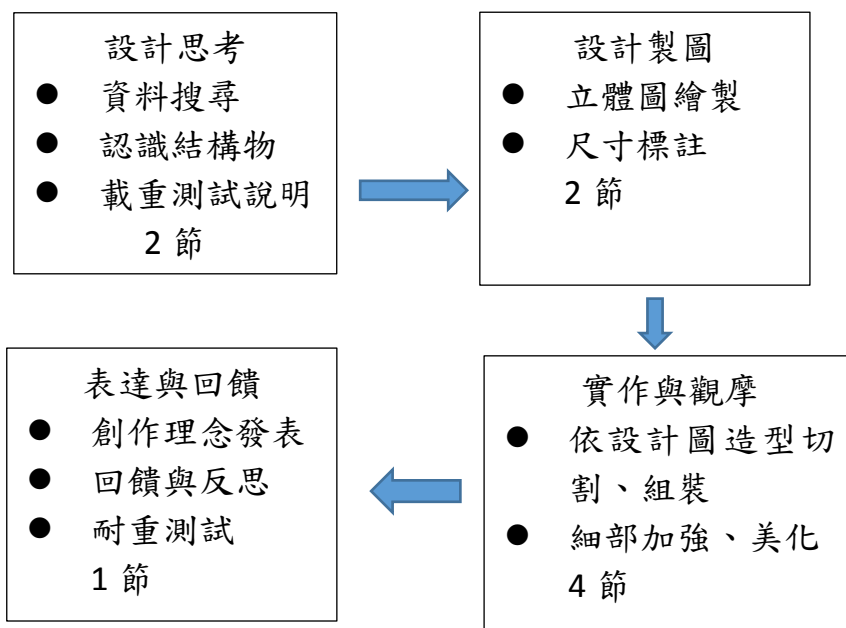 設計思考
● 資料搜尋
● 認識結構物
● 載重測試說明
2 節
設計製圖
● 立體圖繪製
● 尺寸標註
2 節
實作與觀摩
● 依設計圖造型切
割、組裝
● 細部加強、美化
4 節
表達與回饋
● 創作理念發表
● 回饋與反思
● 耐重測試
1 節